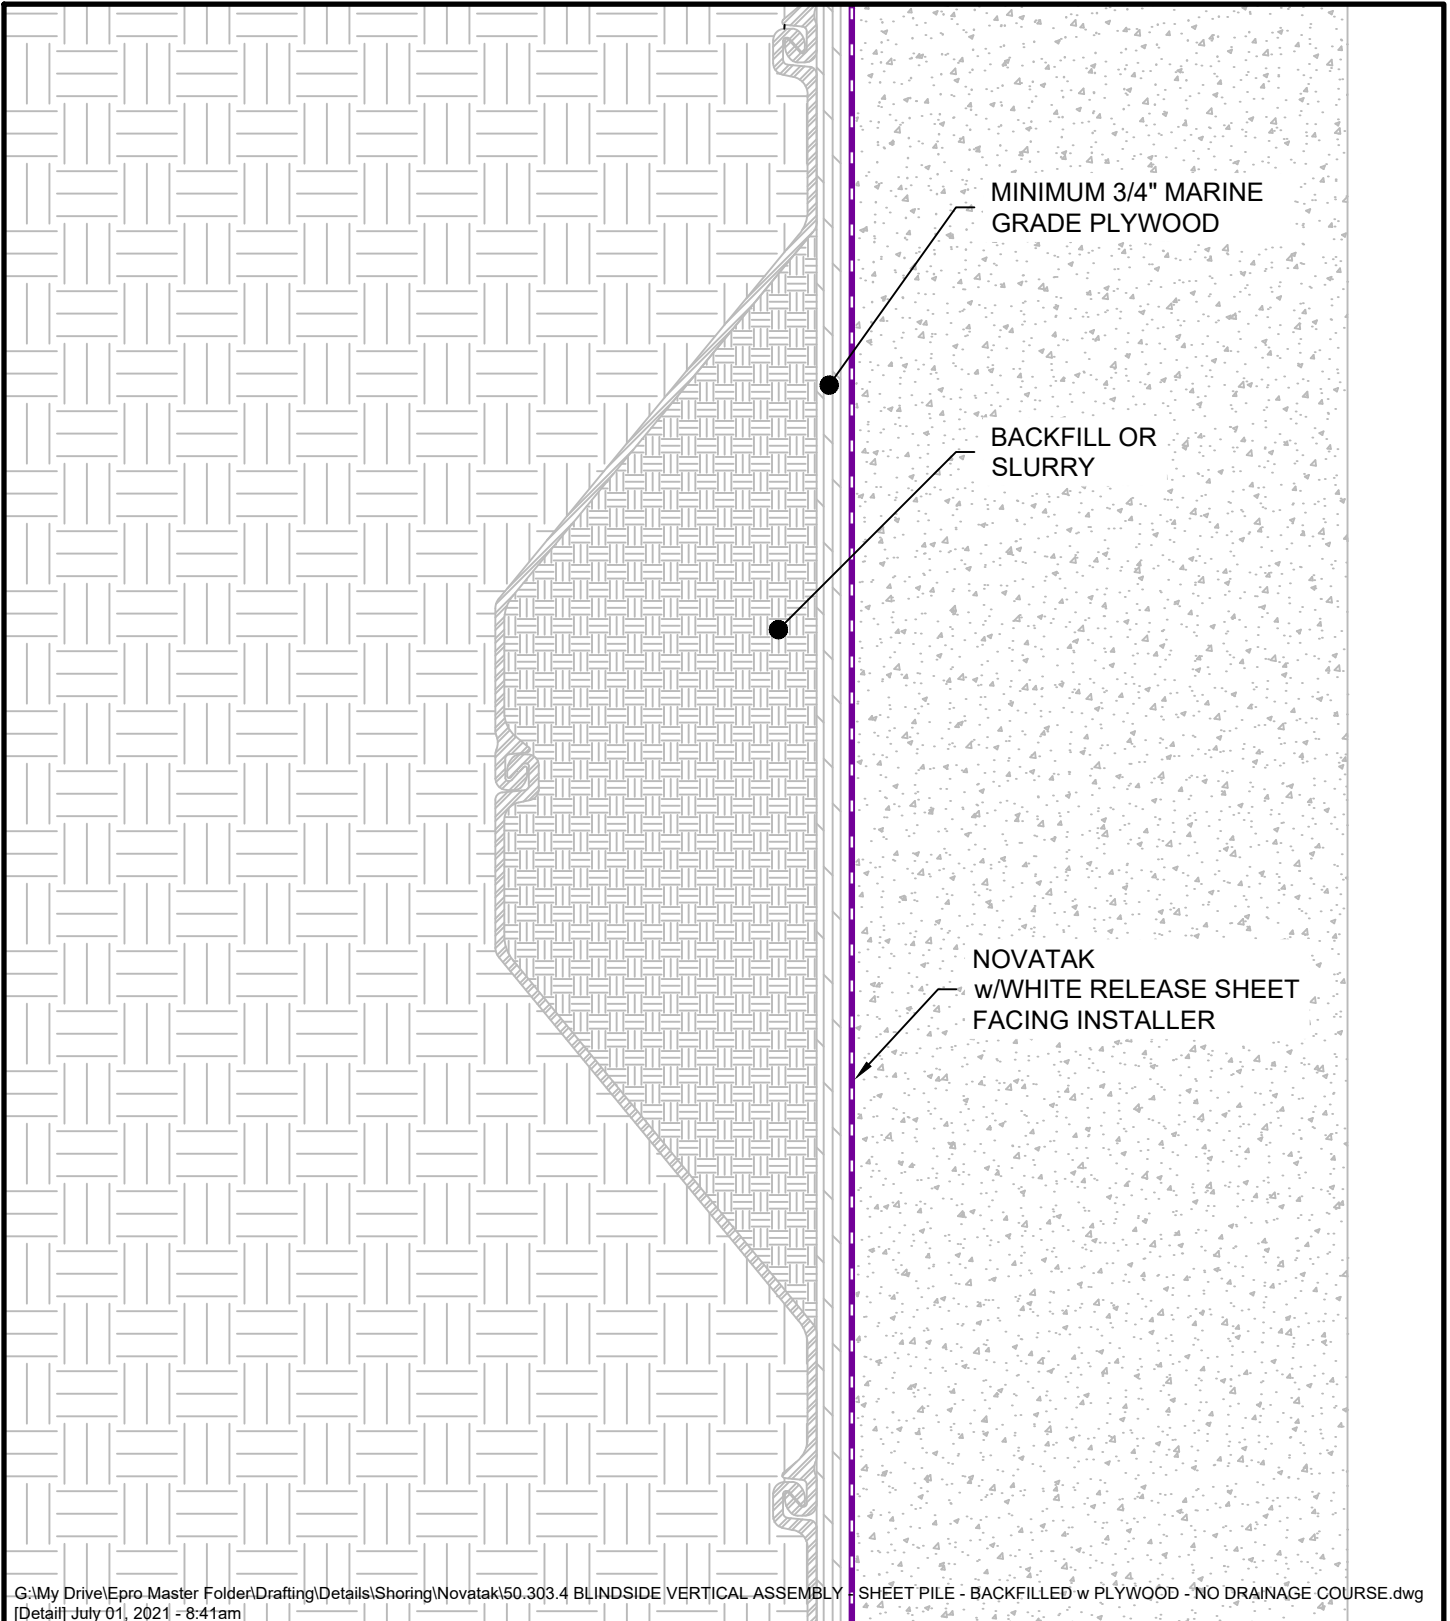 MINIMUM 3/4" MARINE
GRADE PLYWOOD
BACKFILL OR
SLURRY
NOVATAK
w/WHITE RELEASE SHEET
FACING INSTALLER
G:\My Drive\Epro Master Folder\Drafting\Details\Shoring\Novatak\50.303.4 BLINDSIDE VERTICAL ASSEMBLY - SHEET PILE - BACKFILLED w PLYWOOD - NO DRAINAGE COURSE.dwg
[Detail] July 01, 2021 - 8:41am